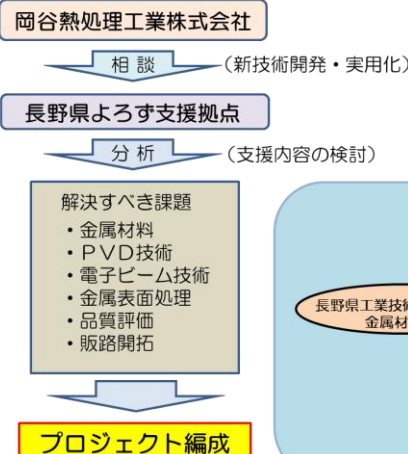 岡谷熱処理工業株式会社
相 談 （新技術開発・実用化）
長野県よろず支援拠点
分 析 （支援内容の検討）
解決すべき課題
・金属材料
・ＰＶＤ技術
・電子ビーム技術
・金属表面処理
・品質評価
・販路開拓
長野県工業技術
金属材
プロジェクト編成